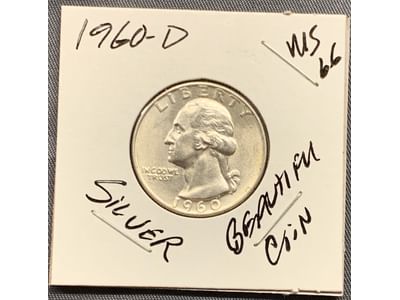 1960-D
MS
66
LIBERTY
IN GOD WE
TRUST
1960
SILVER
BEAUTIFUL
COIN